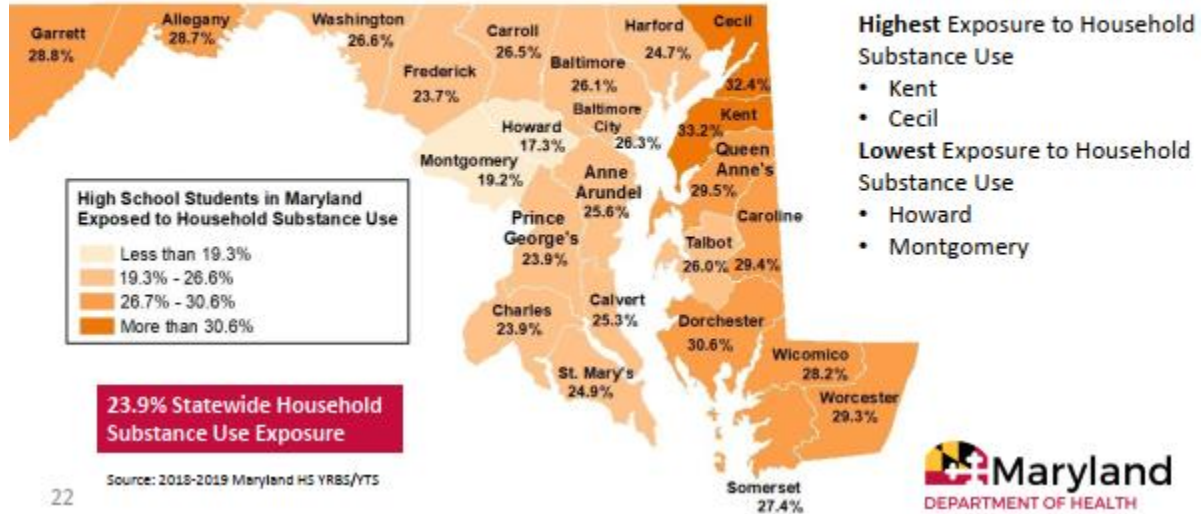 Garrett
28.8%
Allegany
28.7%
Washington
26.6%
Frederick
23.7%
Carroll
26.5%
Baltimore
26.1%
Harford
24.7%
Cecil
32.4%
Baltimore
City
26.3%
Kent
33.2%
Howard
17.3%
Montgomery
19.2%
Anne
Arundel
25.6%
Queen
Anne's
29.5%
Prince
George's
23.9%
Caroline
29.4%
Talbot
26.0%
Charles
23.9%
Calvert
25.3%
Dorchester
30.6%
St. Mary's
24.9%
Wicomico
28.2%
Worcester
29.3%
Somerset
27.4%
High School Students in Maryland
Exposed to Household Substance Use
Less than 19.3%
19.3% - 26.6%
26.7% - 30.6%
More than 30.6%
23.9% Statewide Household
Substance Use Exposure
Source: 2018-2019 Maryland HS YRBS/YTS
22
Highest Exposure to Household
Substance Use
• Kent
• Cecil
Lowest Exposure to Household
Substance Use
• Howard
• Montgomery
Maryland
DEPARTMENT OF HEALTH